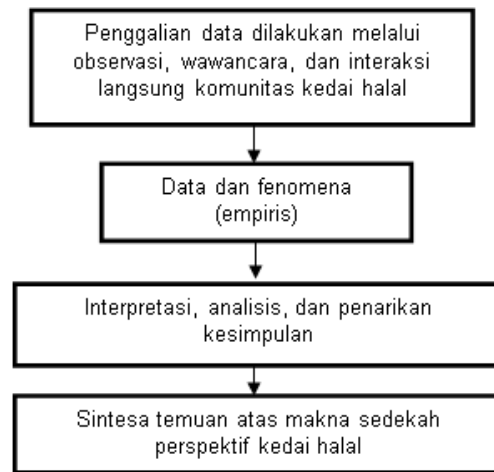 Penggalian data dilakukan melalui
observasi, wawancara, dan interaksi
langsung komunitas kedai halal
Data dan fenomena
(empiris)
Interpretasi, analisis, dan penarikan
kesimpulan
Sintesa temuan atas makna sedekah
perspektif kedai halal